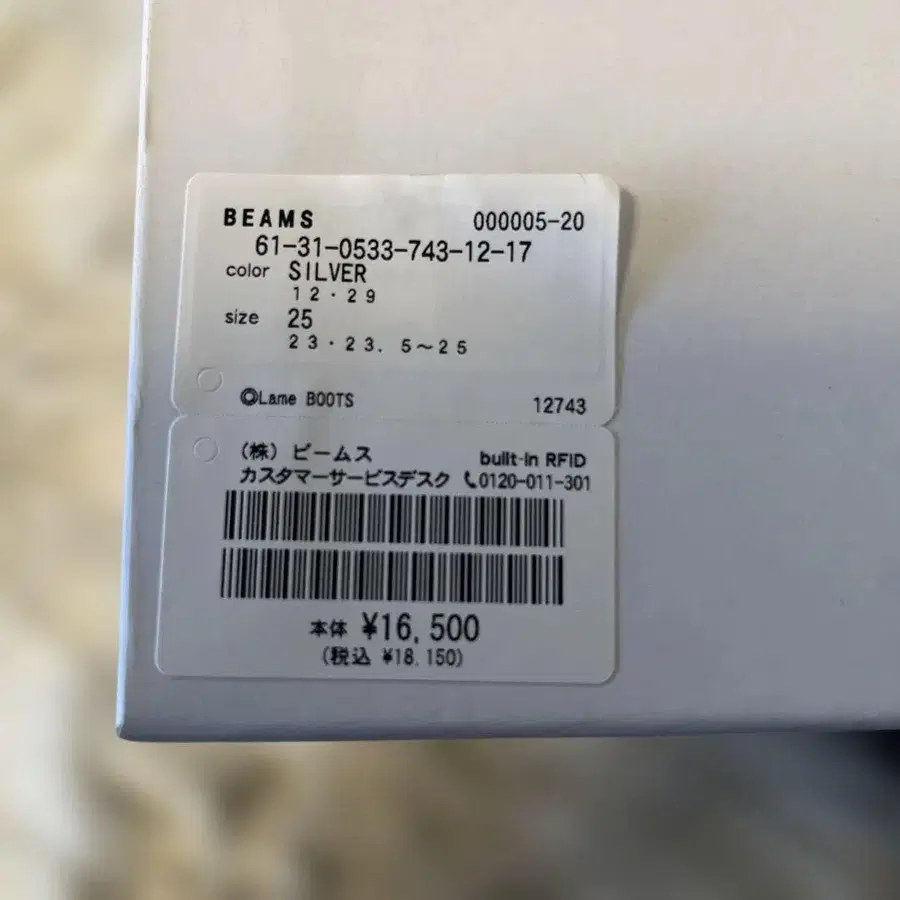 BEAMS 000005-20
61-31-0533-743-12-17
color SILVER
12・29
size 25
23・23.5〜25
◎Lame BOOTS 12743
(株)ビームス built-in RFID
カスタマーサービスデスク 0120-011-301
本体 ¥16,500
(税込 ¥18,150)